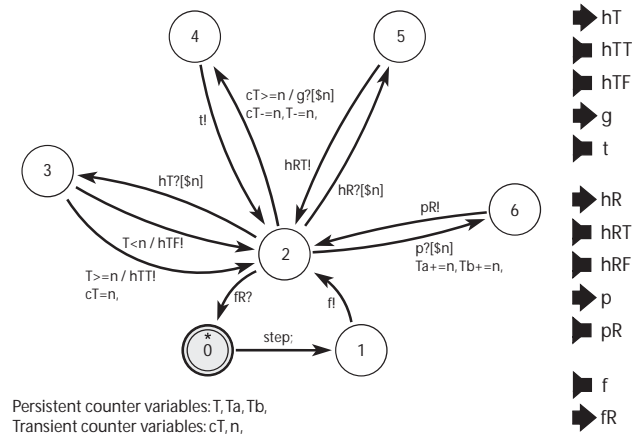 hT
4
5
hTT
hTF
cT>=n / g?[$n]
cT-=n, T-=n,
g
t!
t
3
hRT!
hT?[$n]
hR?[$n]
hR
6
pR!
hRT
T<n / hTF!
2
p?[$n]
Ta+=n, Tb+=n,
hRF
T>=n / hTT!
cT=n,
p
fR?
f!
pR
*
0
step;
1
f
Persistent counter variables: T, Ta, Tb,
Transient counter variables: cT, n,
fR